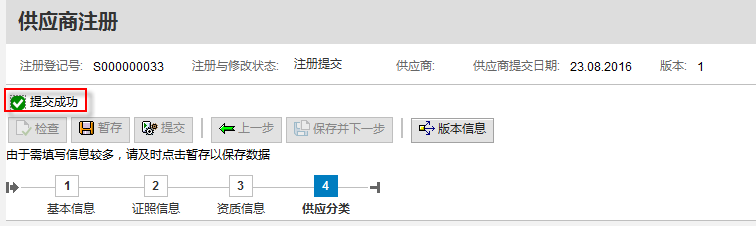 供应商注册
注册登记号: S000000033 注册与修改状态: 注册提交 供应商: 供应商提交日期: 23.08.2016 版本: 1
提交成功
检查 暂存 提交 上一步 保存并下一步 版本信息
由于需填写信息较多，请及时点击暂存以保存数据
1 2 3 4
基本信息 证照信息 资质信息 供应分类